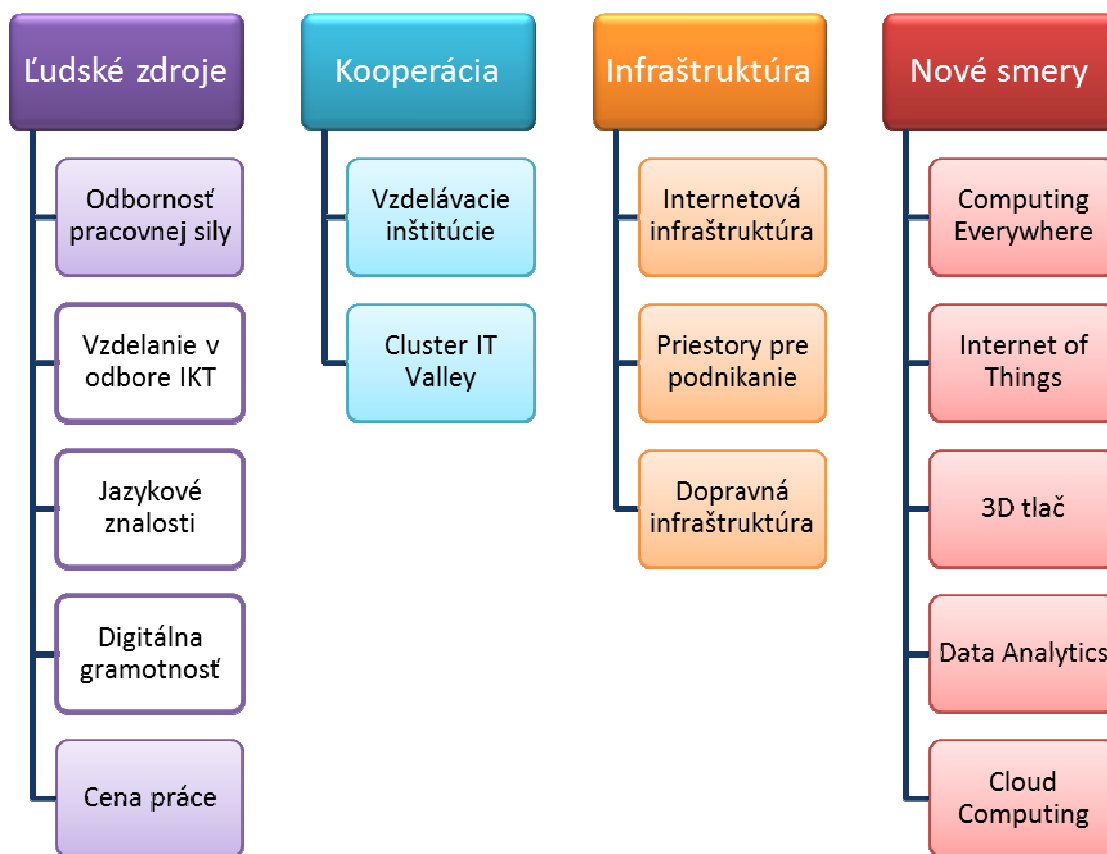 Ľudské zdroje
Odbornosť
pracovnej sily
Vzdelanie v
odbore IKT
Jazykové
znalosti
Digitálna
gramotnosť
Cena práce
Kooperácia
Vzdelávacie
inštitúcie
Cluster IT
Valley
Infraštruktúra
Internetová
infraštruktúra
Priestory pre
podnikanie
Dopravná
infraštruktúra
Nové smery
Computing
Everywhere
Internet of
Things
3D tlač
Data Analytics
Cloud
Computing